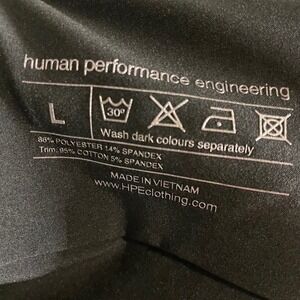 human performance engineering
L 30°
Wash dark colours separately
86% POLYESTER 14% SPANDEX
Trim: 95% COTTON 5% SPANDEX
MADE IN VIETNAM
www.HPEclothing.com